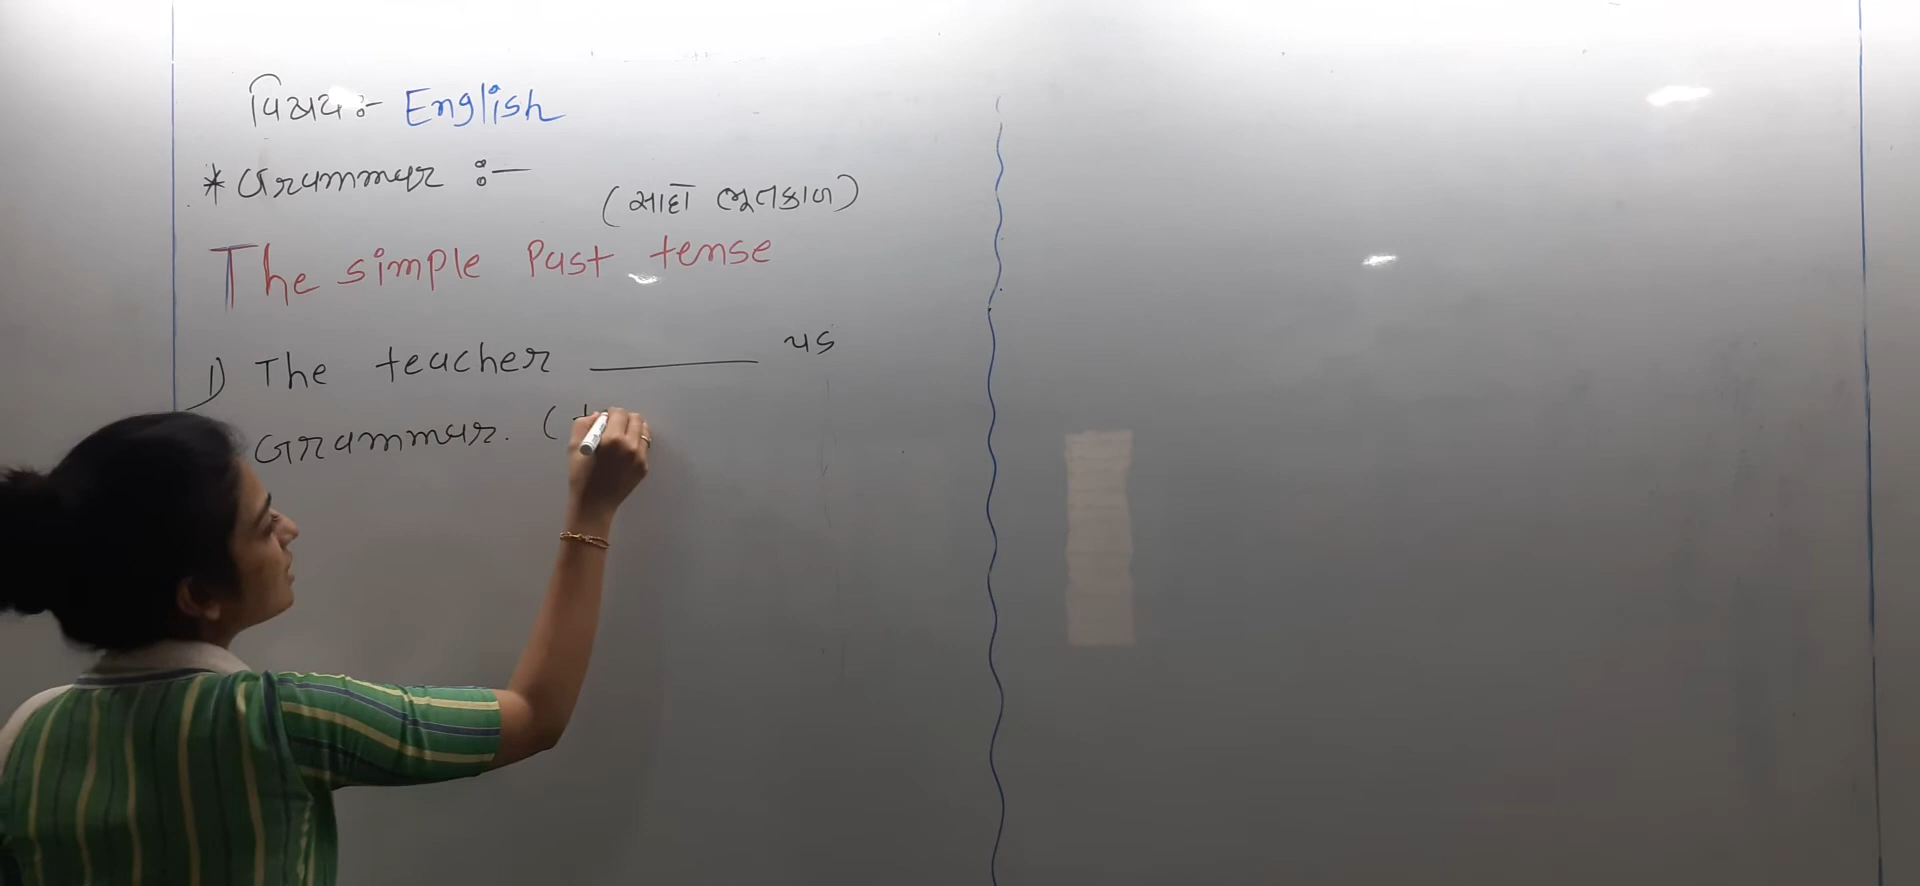 વિષય:- English
* Grammar :-
(સાદો ભૂતકાળ)
The simple Past tense
1) The teacher ________ us
Grammar. (t